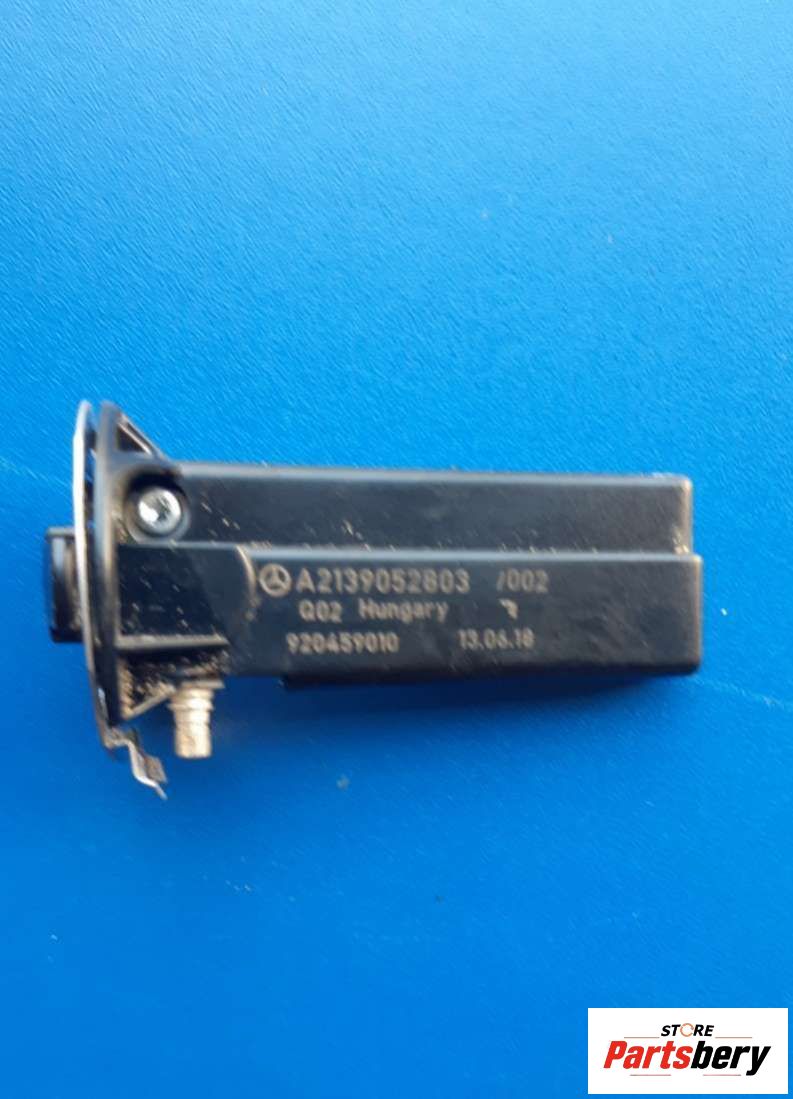 A2139052803 /002
Q02 Hungary
920459010 13.06.18
STORE
Partsbery